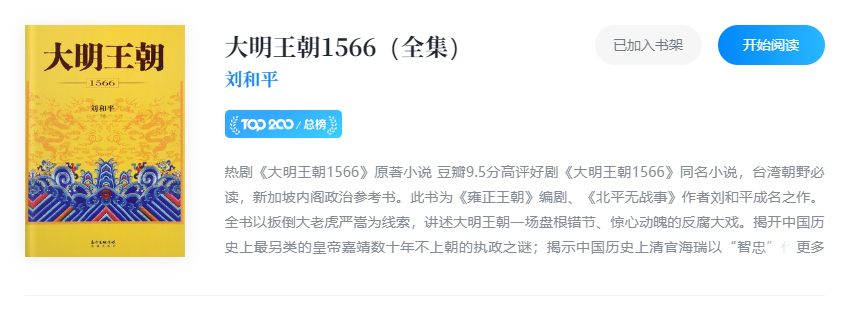 大明王朝
1566
刘和平
大明王朝1566（全集）
已加入书架
开始阅读
刘和平
TOP 200 / 总榜
热剧《大明王朝1566》原著小说 豆瓣9.5分高评好剧《大明王朝1566》同名小说，台湾朝野必
读，新加坡内阁政治参考书。此书为《雍正王朝》编剧、《北平无战事》作者刘和平成名之作。
全书以扳倒大老虎严嵩为线索，讲述大明王朝一场盘根错节、惊心动魄的反腐大戏。揭开中国历
史上最另类的皇帝嘉靖数十年不上朝的执政之谜；揭示中国历史上清官海瑞以“智忠” 更多